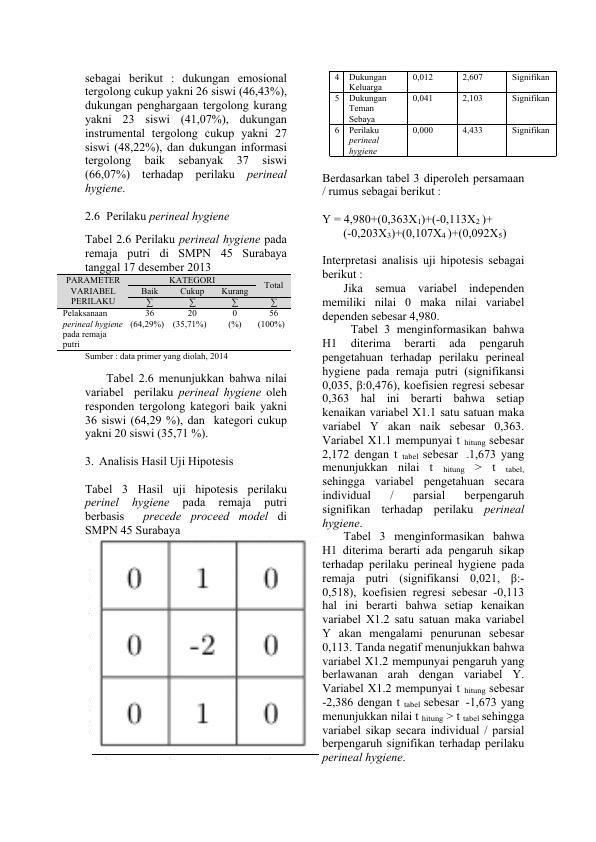 sebagai berikut : dukungan emosional
tergolong cukup yakni 26 siswi (46,43%),
dukungan penghargaan tergolong kurang
yakni 23 siswi (41,07%), dukungan
instrumental tergolong cukup yakni 27
siswi (48,22%), dan dukungan informasi
tergolong baik sebanyak 37 siswi
(66,07%) terhadap perilaku perineal
hygiene.
2.6 Perilaku perineal hygiene
Tabel 2.6 Perilaku perineal hygiene pada
remaja putri di SMPN 45 Surabaya
tanggal 17 desember 2013
PARAMETER KATEGORI Total
VARIABEL Baik Cukup Kurang
PERILAKU ∑ ∑ ∑ ∑
Pelaksanaan 36 20 0 56
perineal hygiene (64,29%) (35,71%) (%) (100%)
pada remaja
putri
Sumber : data primer yang diolah, 2014
Tabel 2.6 menunjukkan bahwa nilai
variabel perilaku perineal hygiene oleh
responden tergolong kategori baik yakni
36 siswi (64,29 %), dan kategori cukup
yakni 20 siswi (35,71 %).
3. Analisis Hasil Uji Hipotesis
Tabel 3 Hasil uji hipotesis perilaku
perinel hygiene pada remaja putri
berbasis precede proceed model di
SMPN 45 Surabaya
0 1 0
0 -2 0
0 1 0
4 Dukungan 0,012 2,607 Signifikan
Keluarga
5 Dukungan 0,041 2,103 Signifikan
Teman
Sebaya
6 Perilaku 0,000 4,433 Signifikan
perineal
hygiene
Berdasarkan tabel 3 diperoleh persamaan
/ rumus sebagai berikut :
Y = 4,980+(0,363X1)+(-0,113X2 )+
(-0,203X3)+(0,107X4 )+(0,092X5)
Interpretasi analisis uji hipotesis sebagai
berikut :
Jika semua variabel independen
memiliki nilai 0 maka nilai variabel
dependen sebesar 4,980.
Tabel 3 menginformasikan bahwa
H1 diterima berarti ada pengaruh
pengetahuan terhadap perilaku perineal
hygiene pada remaja putri (signifikansi
0,035, β:0,476), koefisien regresi sebesar
0,363 hal ini berarti bahwa setiap
kenaikan variabel X1.1 satu satuan maka
variabel Y akan naik sebesar 0,363.
Variabel X1.1 mempunyai t hitung sebesar
2,172 dengan t tabel sebesar .1,673 yang
menunjukkan nilai t hitung > t tabel,
sehingga variabel pengetahuan secara
individual / parsial berpengaruh
signifikan terhadap perilaku perineal
hygiene.
Tabel 3 menginformasikan bahwa
H1 diterima berarti ada pengaruh sikap
terhadap perilaku perineal hygiene pada
remaja putri (signifikansi 0,021, β:-
0,518), koefisien regresi sebesar -0,113
hal ini berarti bahwa setiap kenaikan
variabel X1.2 satu satuan maka variabel
Y akan mengalami penurunan sebesar
0,113. Tanda negatif menunjukkan bahwa
variabel X1.2 mempunyai pengaruh yang
berlawanan arah dengan variabel Y.
Variabel X1.2 mempunyai t hitung sebesar
-2,386 dengan t tabel sebesar -1,673 yang
menunjukkan nilai t hitung > t tabel sehingga
variabel sikap secara individual / parsial
berpengaruh signifikan terhadap perilaku
perineal hygiene.